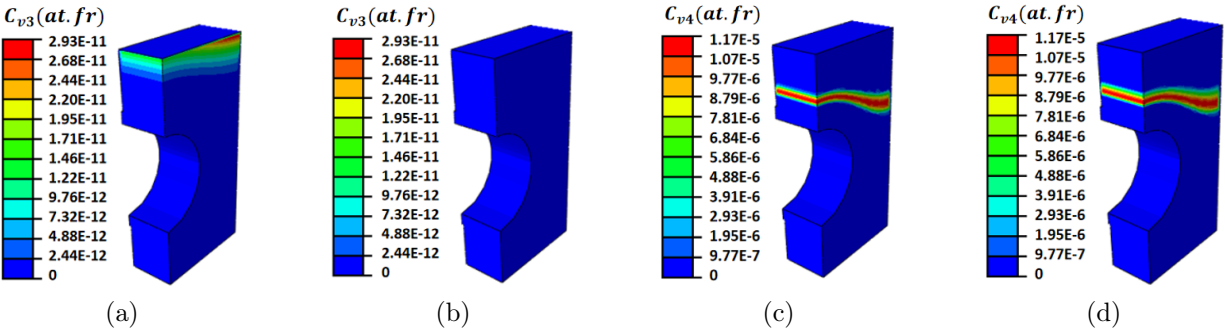 C_v3(at.fr)
2.93E-11
2.68E-11
2.44E-11
2.20E-11
1.95E-11
1.71E-11
1.46E-11
1.22E-11
9.76E-12
7.32E-12
4.88E-12
2.44E-12
0
(a)
C_v3(at.fr)
2.93E-11
2.68E-11
2.44E-11
2.20E-11
1.95E-11
1.71E-11
1.46E-11
1.22E-11
9.76E-12
7.32E-12
4.88E-12
2.44E-12
0
(b)
C_v4(at.fr)
1.17E-5
1.07E-5
9.77E-6
8.79E-6
7.81E-6
6.84E-6
5.86E-6
4.88E-6
3.91E-6
2.93E-6
1.95E-6
9.77E-7
0
(c)
C_v4(at.fr)
1.17E-5
1.07E-5
9.77E-6
8.79E-6
7.81E-6
6.84E-6
5.86E-6
4.88E-6
3.91E-6
2.93E-6
1.95E-6
9.77E-7
0
(d)